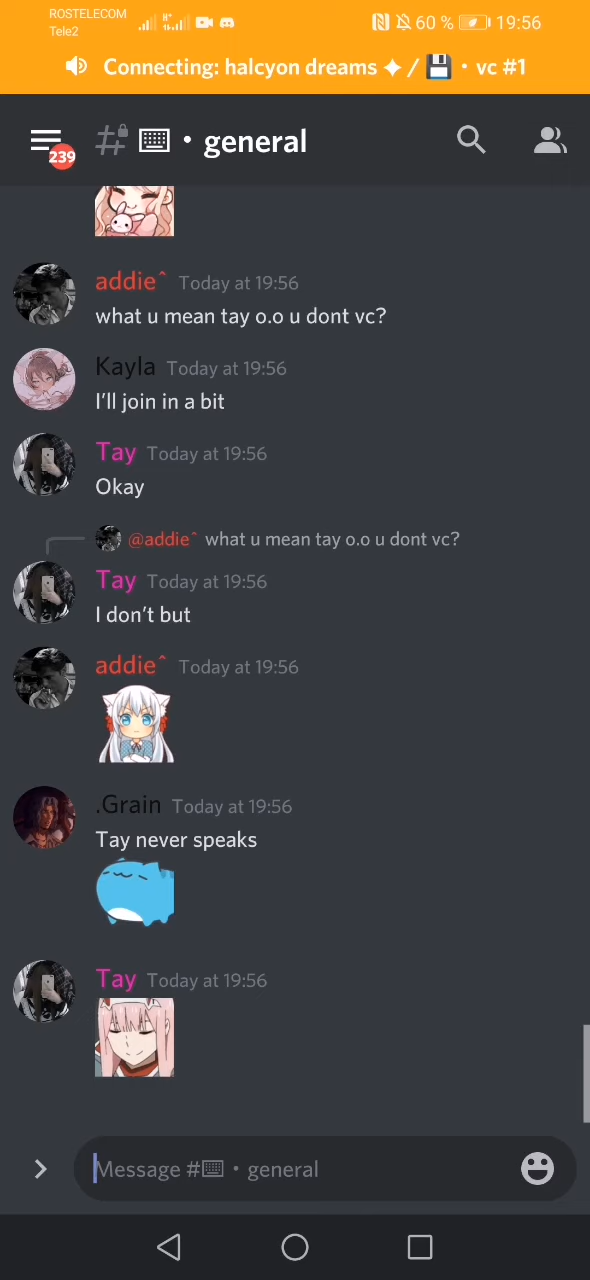 ROSTELECOM
Tele2
60 % 19:56
Connecting: halcyon dreams ✦ / 💾 • vc #1
239
# ⌨ • general
addie^ Today at 19:56
what u mean tay o.o u dont vc?
Kayla Today at 19:56
I'll join in a bit
Tay Today at 19:56
Okay
@addie^ what u mean tay o.o u dont vc?
Tay Today at 19:56
I don't but
addie^ Today at 19:56
.Grain Today at 19:56
Tay never speaks
Tay Today at 19:56
Message #⌨ • general